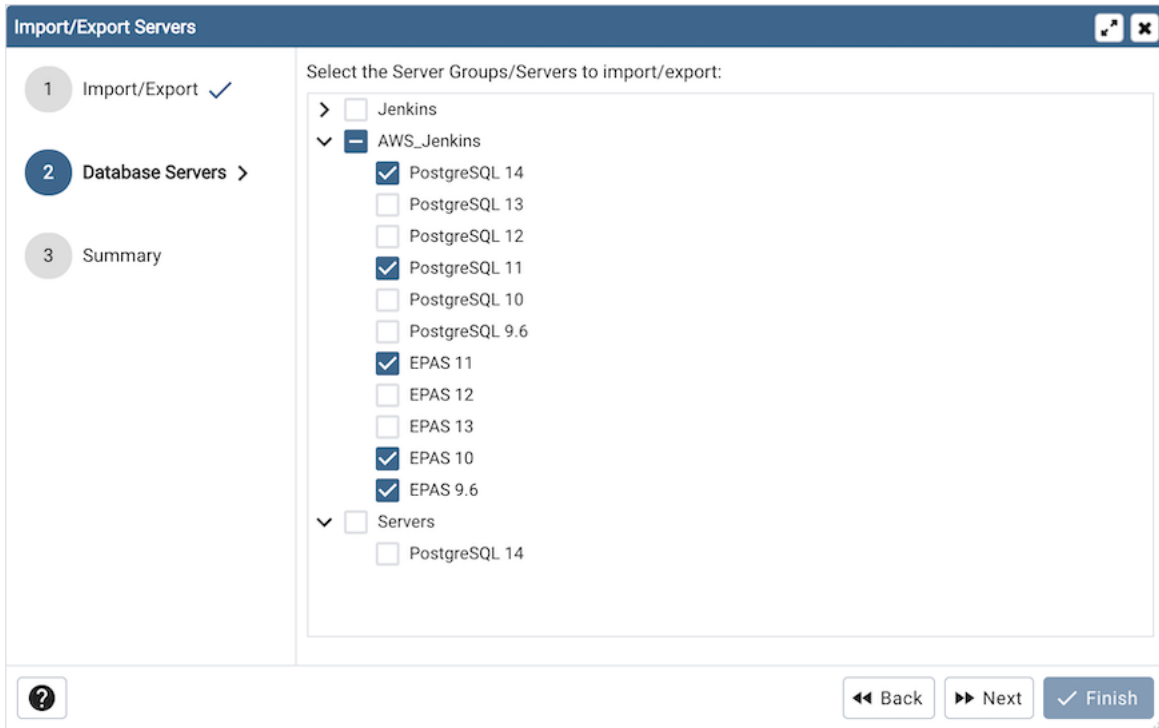 Import/Export Servers
1 Import/Export
2 Database Servers
3 Summary
Select the Server Groups/Servers to import/export:
Jenkins
AWS_Jenkins
PostgreSQL 14
PostgreSQL 13
PostgreSQL 12
PostgreSQL 11
PostgreSQL 10
PostgreSQL 9.6
EPAS 11
EPAS 12
EPAS 13
EPAS 10
EPAS 9.6
Servers
PostgreSQL 14
? Back Next Finish